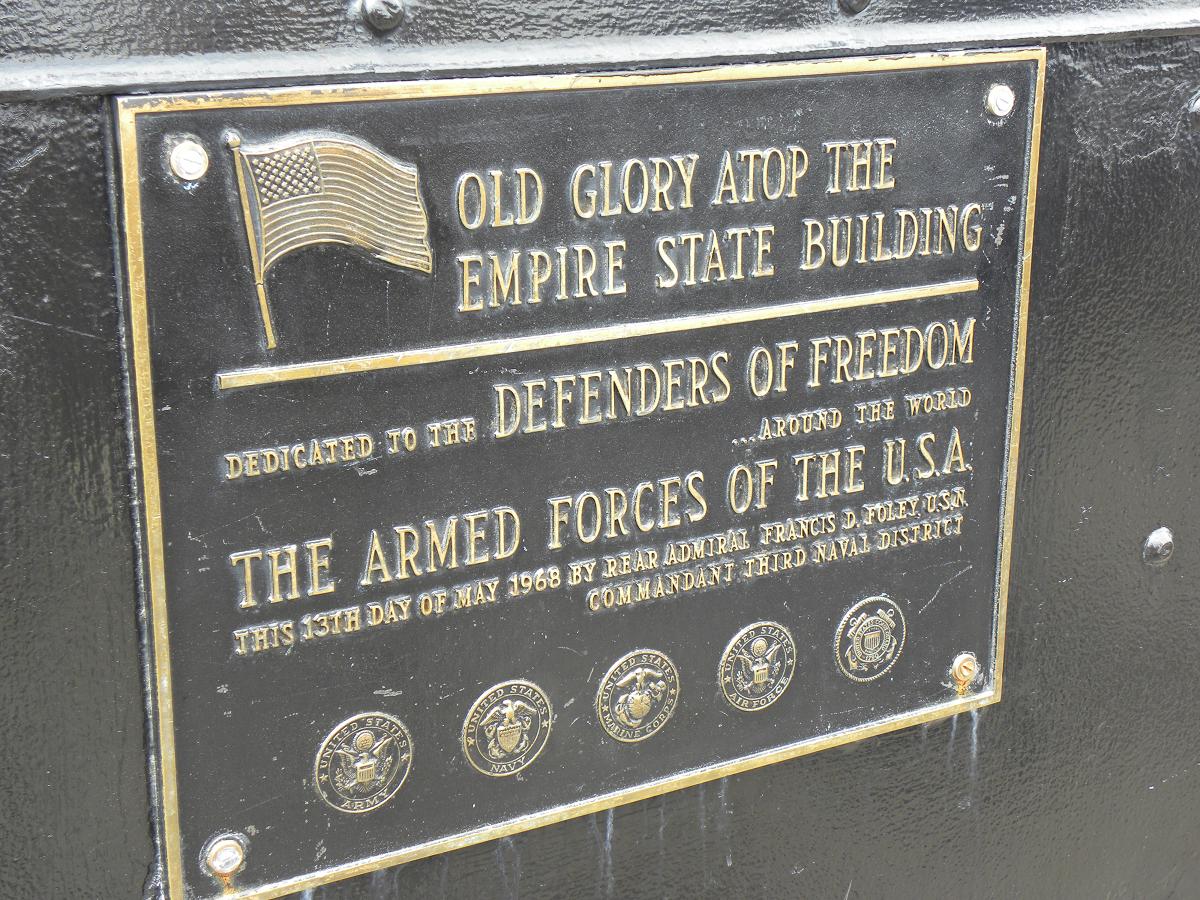 OLD GLORY ATOP THE
EMPIRE STATE BUILDING
DEDICATED TO THE DEFENDERS OF FREEDOM
...AROUND THE WORLD
THE ARMED FORCES OF THE U.S.A.
THIS 13TH DAY OF MAY 1968 BY REAR ADMIRAL FRANCIS D. FOLEY, U.S.N.
COMMANDANT THIRD NAVAL DISTRICT
UNITED STATES ARMY
UNITED STATES NAVY
UNITED STATES MARINE CORPS
UNITED STATES AIR FORCE